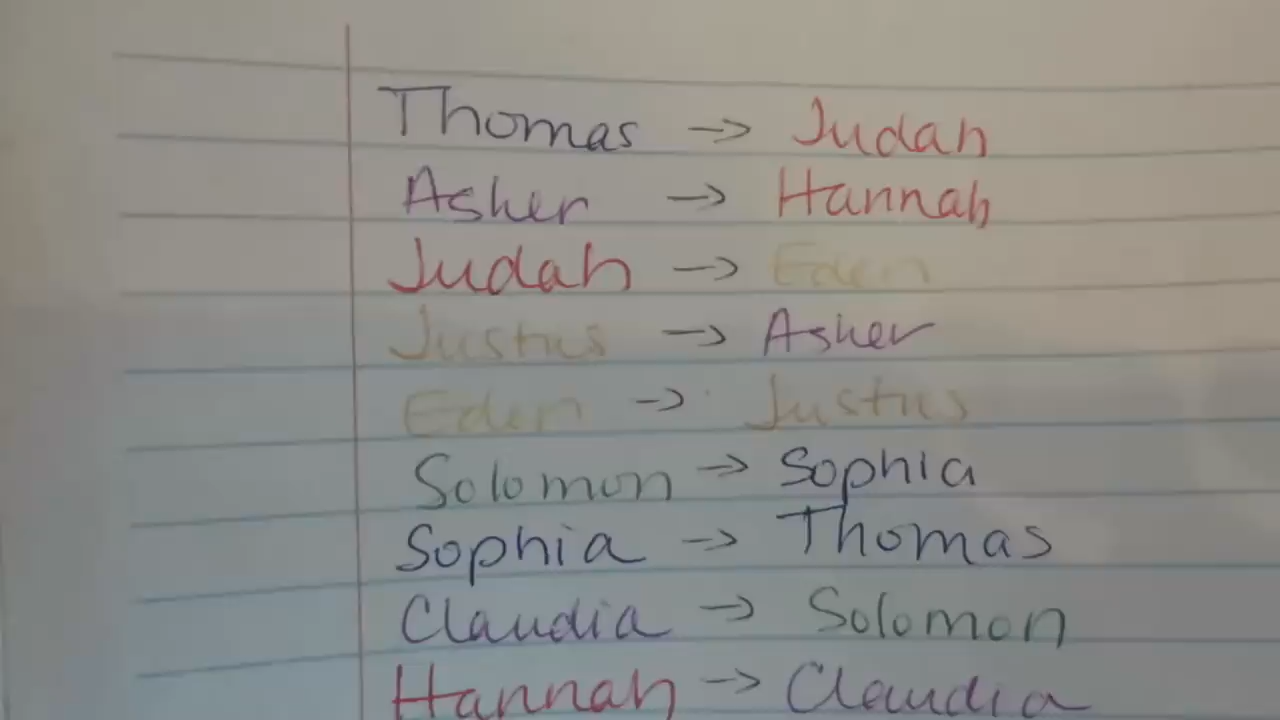 Thomas -> Judah
Asher -> Hannah
Judah -> Eden
Justus -> Asher
Eden -> Justus
Solomon -> Sophia
Sophia -> Thomas
Claudia -> Solomon
Hannah -> Claudia